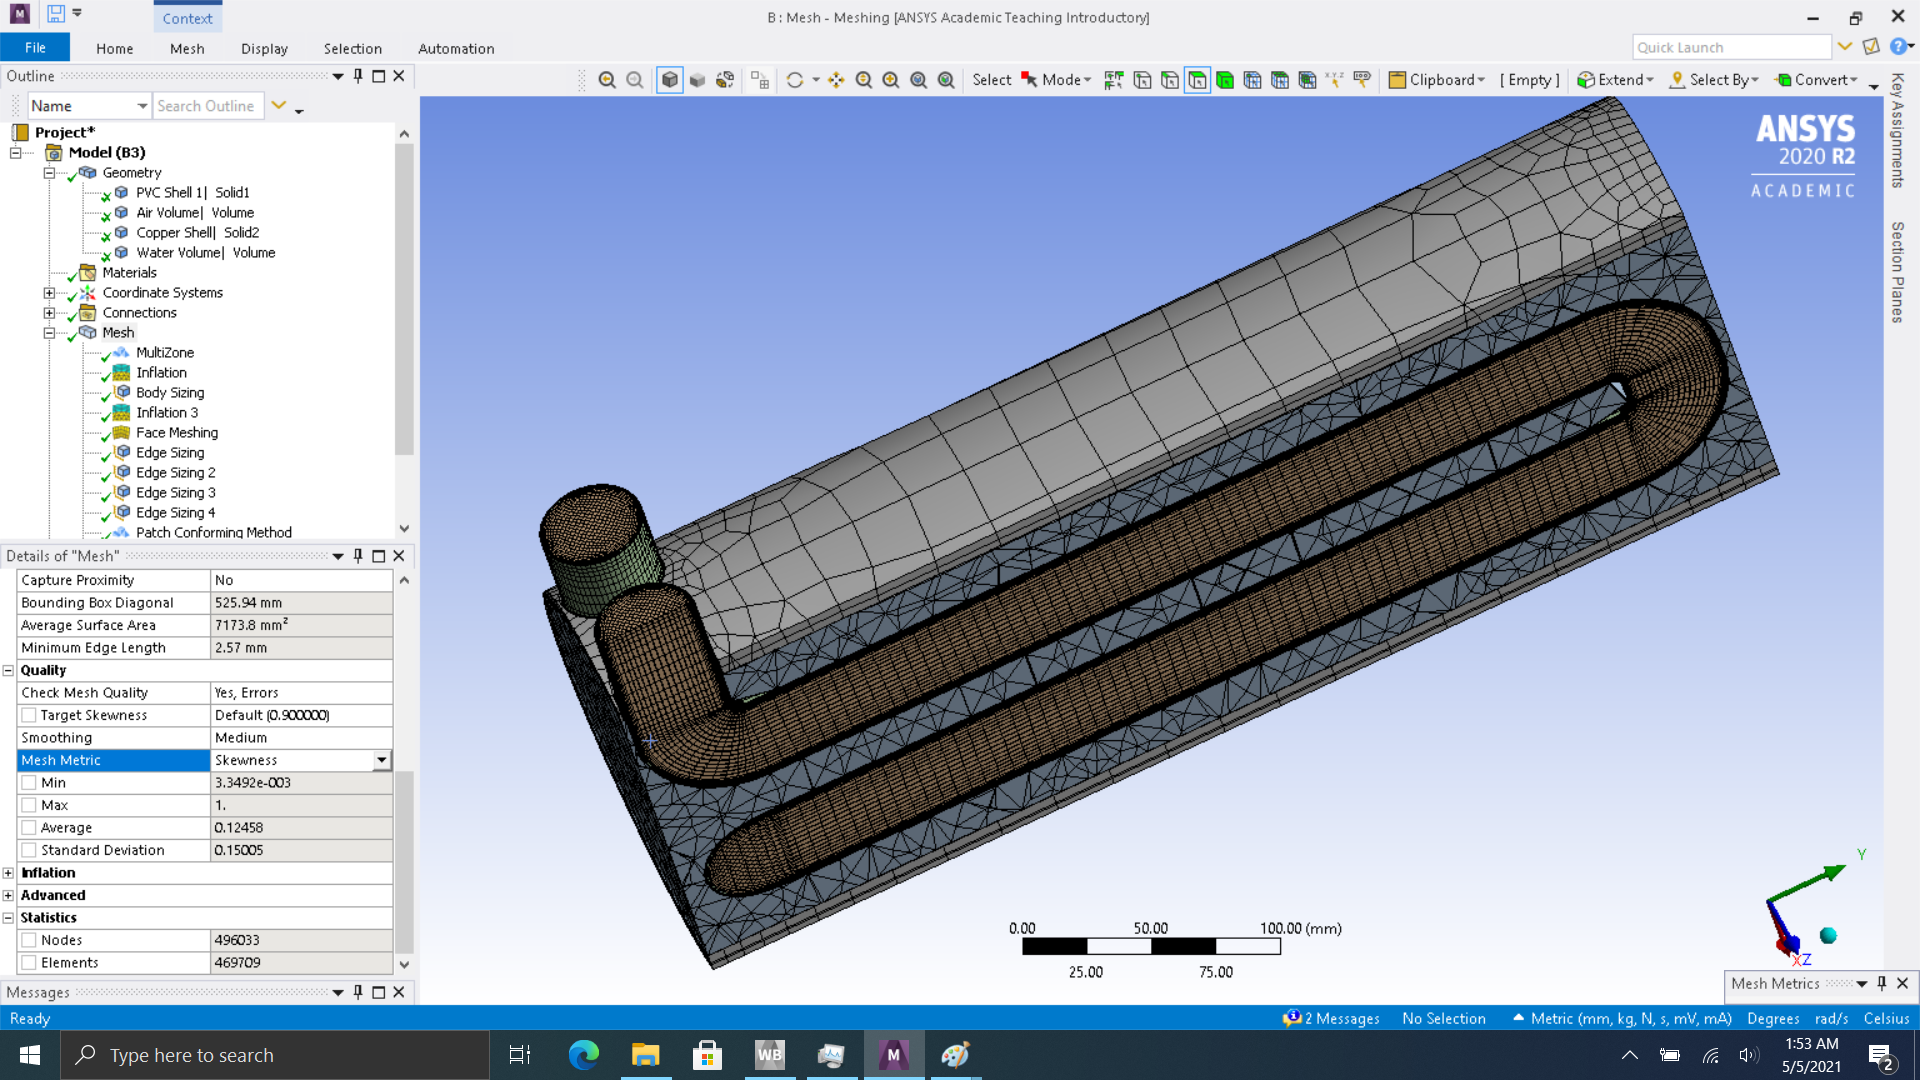 Context
B : Mesh - Meshing [ANSYS Academic Teaching Introductory]
File
Home
Mesh
Display
Selection
Automation
Quick Launch
Outline
Name
Search Outline
Select
Mode
Clipboard
[ Empty ]
Extend
Select By
Convert
Project*
Model (B3)
Geometry
PVC Shell 1| Solid1
Air Volume| Volume
Copper Shell| Solid2
Water Volume| Volume
Materials
Coordinate Systems
Connections
Mesh
MultiZone
Inflation
Body Sizing
Inflation 3
Face Meshing
Edge Sizing
Edge Sizing 2
Edge Sizing 3
Edge Sizing 4
Patch Conforming Method
Details of "Mesh"
Capture Proximity No
Bounding Box Diagonal 525.94 mm
Average Surface Area 7173.8 mm²
Minimum Edge Length 2.57 mm
Quality
Check Mesh Quality Yes, Errors
Target Skewness Default (0.900000)
Smoothing Medium
Mesh Metric Skewness
Min 3.3492e-003
Max 1.
Average 0.12458
Standard Deviation 0.15005
Inflation
Advanced
Statistics
Nodes 496033
Elements 469709
Messages
ANSYS
2020 R2
ACADEMIC
Key Assignments
Section Planes
0.00 50.00 100.00 (mm)
25.00 75.00
Y
X
Z
Mesh Metrics
Ready
2 Messages
No Selection
Metric (mm, kg, N, s, mV, mA)
Degrees
rad/s
Celsius
Type here to search
WB
M
1:53 AM
5/5/2021
2